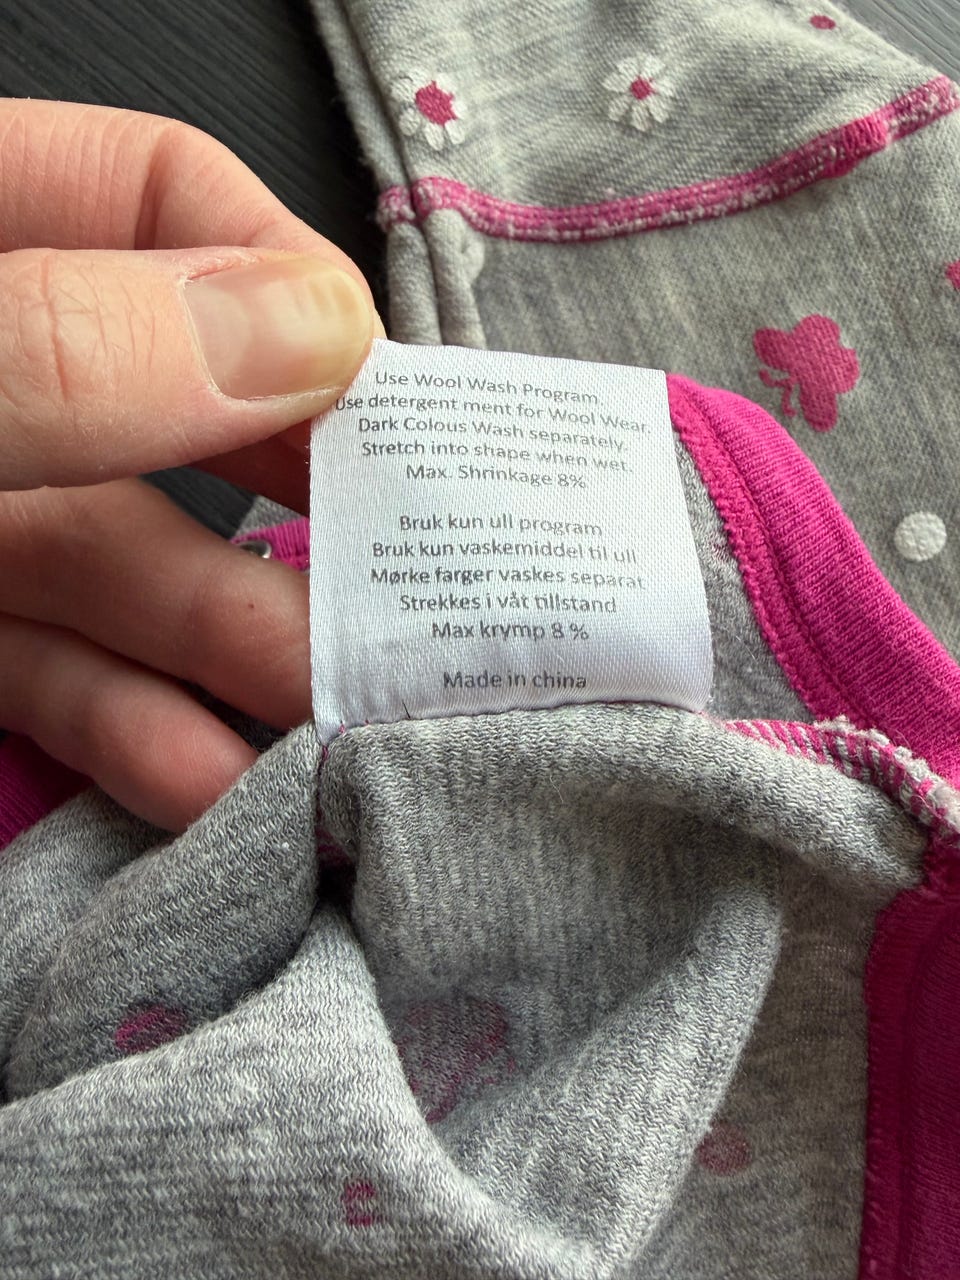 Use Wool Wash Program.
Use detergent ment for Wool Wear.
Dark Colous Wash separately.
Stretch into shape when wet.
Max. Shrinkage 8%
Bruk kun ull program
Bruk kun vaskemiddel til ull
Mørke farger vaskes separat
Strekkes i våt tillstand
Max krymp 8 %
Made in china